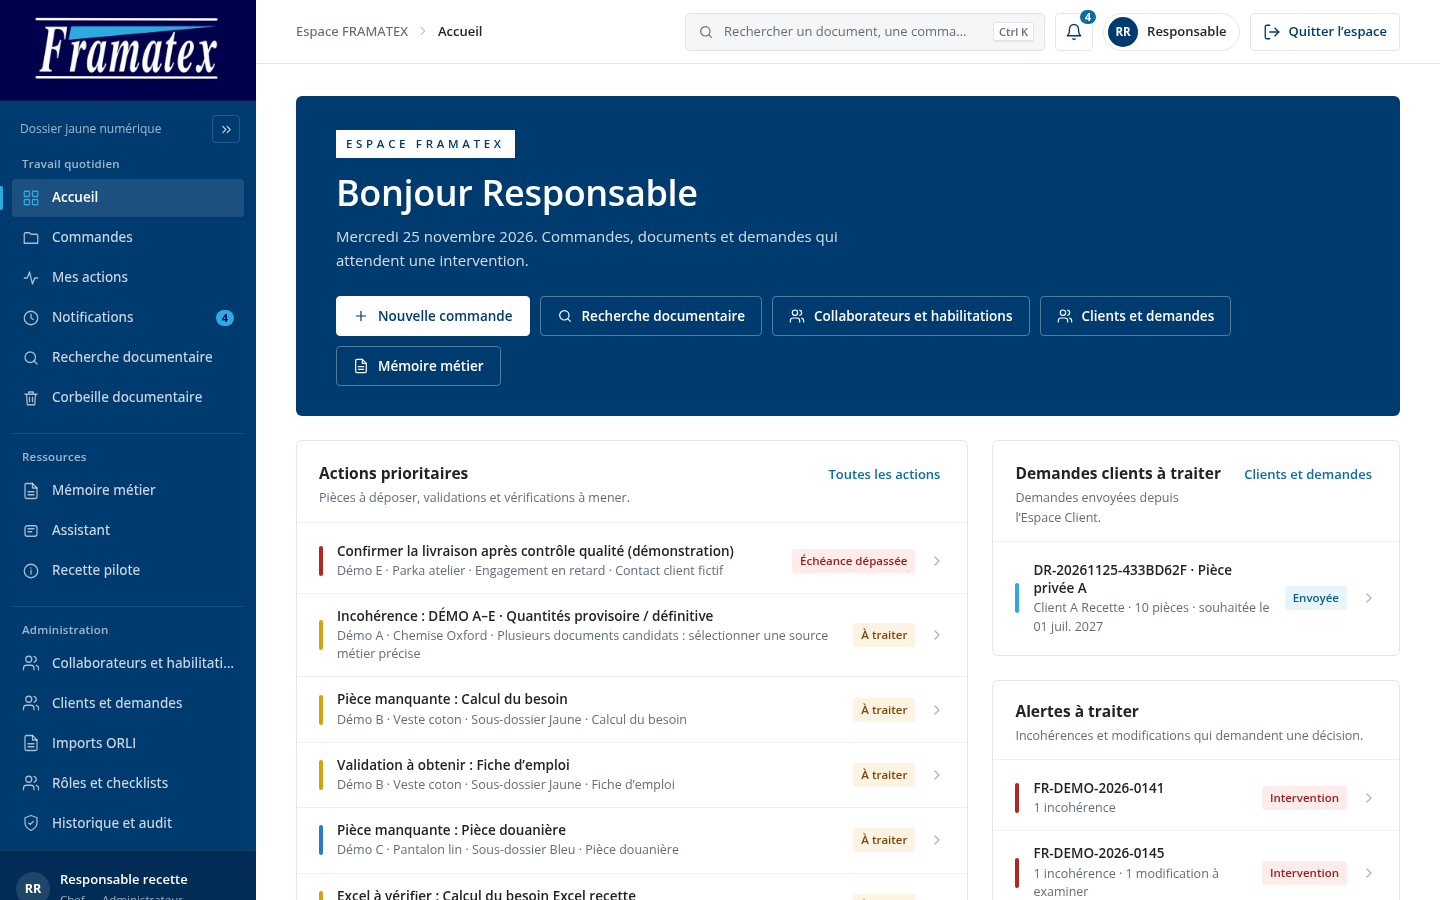 Framatex
Dossier jaune numérique
Travail quotidien
Accueil
Commandes
Mes actions
Notifications
4
Recherche documentaire
Corbeille documentaire
Ressources
Mémoire métier
Assistant
Recette pilote
Administration
Collaborateurs et habilitati...
Clients et demandes
Imports ORLI
Rôles et checklists
Historique et audit
RR
Responsable recette
Espace FRAMATEX
Accueil
Rechercher un document, une comma...
Ctrl K
4
RR
Responsable
Quitter l’espace
ESPACE FRAMATEX
Bonjour Responsable
Mercredi 25 novembre 2026. Commandes, documents et demandes qui
attendent une intervention.
Nouvelle commande
Recherche documentaire
Collaborateurs et habilitations
Clients et demandes
Mémoire métier
Actions prioritaires
Toutes les actions
Pièces à déposer, validations et vérifications à mener.
Confirmer la livraison après contrôle qualité (démonstration)
Démo E · Parka atelier · Engagement en retard · Contact client fictif
Échéance dépassée
Incohérence : DÉMO A–E · Quantités provisoire / définitive
Démo A · Chemise Oxford · Plusieurs documents candidats : sélectionner une source
métier précise
À traiter
Pièce manquante : Calcul du besoin
Démo B · Veste coton · Sous-dossier Jaune · Calcul du besoin
À traiter
Validation à obtenir : Fiche d’emploi
Démo B · Veste coton · Sous-dossier Jaune · Fiche d’emploi
À traiter
Pièce manquante : Pièce douanière
Démo C · Pantalon lin · Sous-dossier Bleu · Pièce douanière
À traiter
Excel à vérifier : Calcul du besoin Excel recette
Demandes clients à traiter
Clients et demandes
Demandes envoyées depuis
l’Espace Client.
DR-20261125-433BD62F · Pièce
privée A
Client A Recette · 10 pièces · souhaitée le
01 juil. 2027
Envoyée
Alertes à traiter
Incohérences et modifications qui demandent une décision.
FR-DEMO-2026-0141
1 incohérence
Intervention
FR-DEMO-2026-0145
1 incohérence · 1 modification à
examiner
Intervention